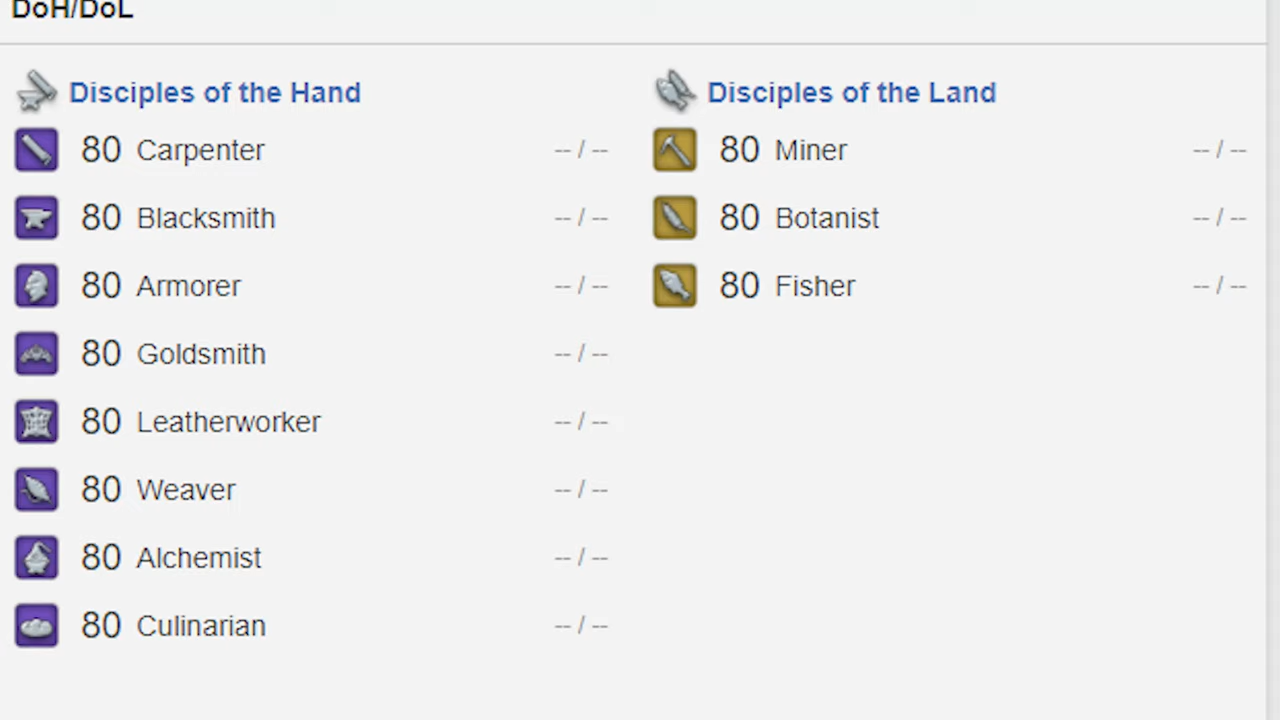 DoH/DoL
Disciples of the Hand
80 Carpenter -- / --
80 Blacksmith -- / --
80 Armorer -- / --
80 Goldsmith -- / --
80 Leatherworker -- / --
80 Weaver -- / --
80 Alchemist -- / --
80 Culinarian -- / --
Disciples of the Land
80 Miner -- / --
80 Botanist -- / --
80 Fisher -- / --